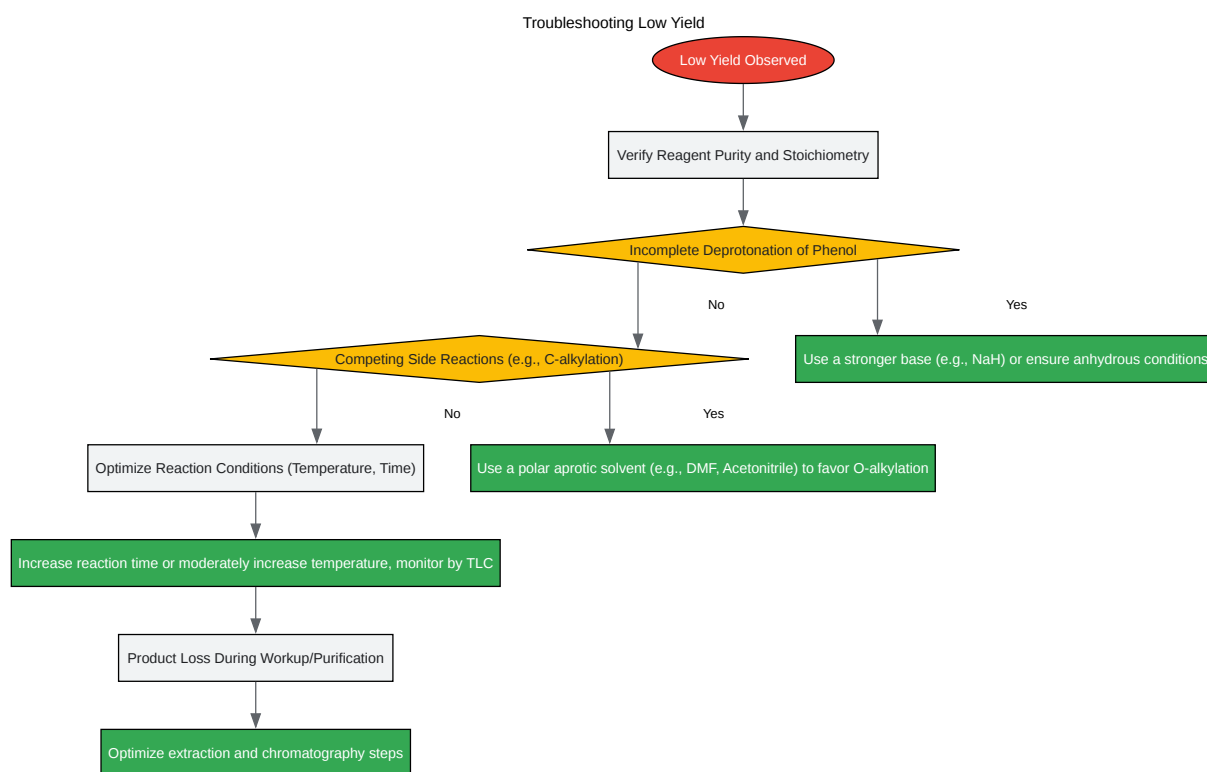 Troubleshooting Low Yield
Low Yield Observed
Verify Reagent Purity and Stoichiometry
Incomplete Deprotonation of Phenol
No
Yes
Competing Side Reactions (e.g., C-alkylation)
Use a stronger base (e.g., NaH) or ensure anhydrous conditions
No
Yes
Optimize Reaction Conditions (Temperature, Time)
Use a polar aprotic solvent (e.g., DMF, Acetonitrile) to favor O-alkylation
Increase reaction time or moderately increase temperature, monitor by TLC
Product Loss During Workup/Purification
Optimize extraction and chromatography steps